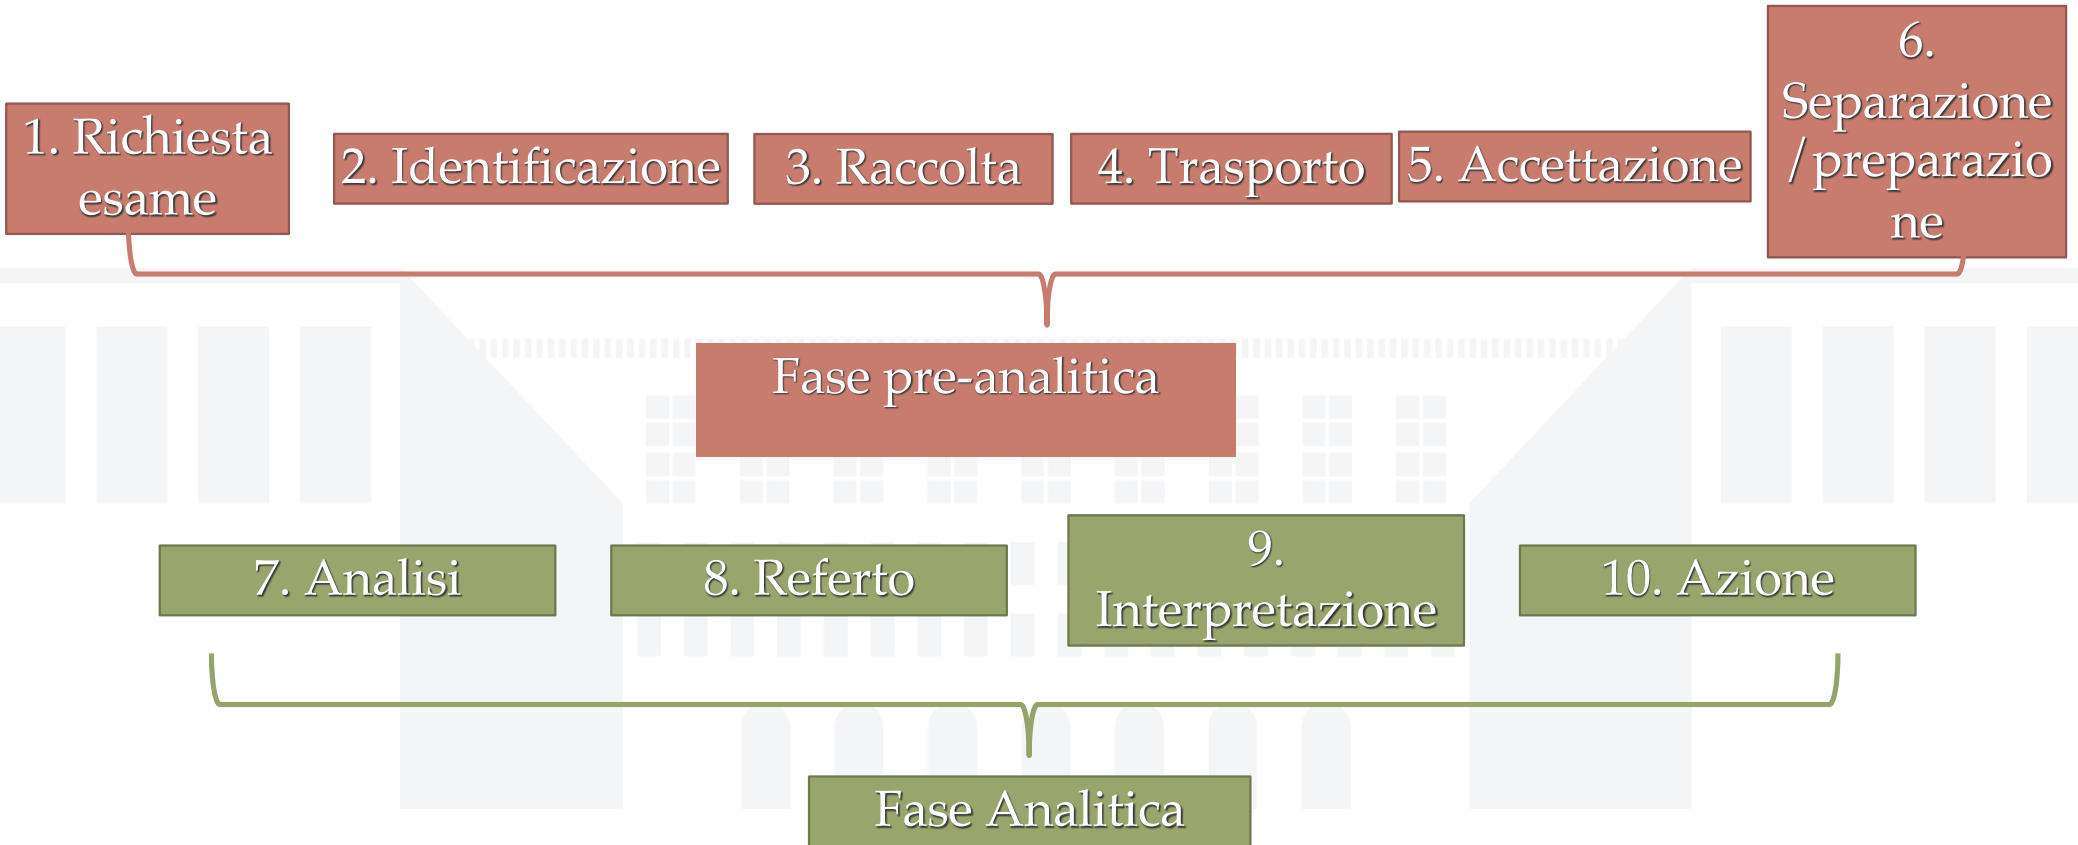 1. Richiesta
esame
2. Identificazione
3. Raccolta
4. Trasporto
5. Accettazione
6.
Separazione
/preparazio
ne
Fase pre-analitica
7. Analisi
8. Referto
9.
Interpretazione
10. Azione
Fase Analitica